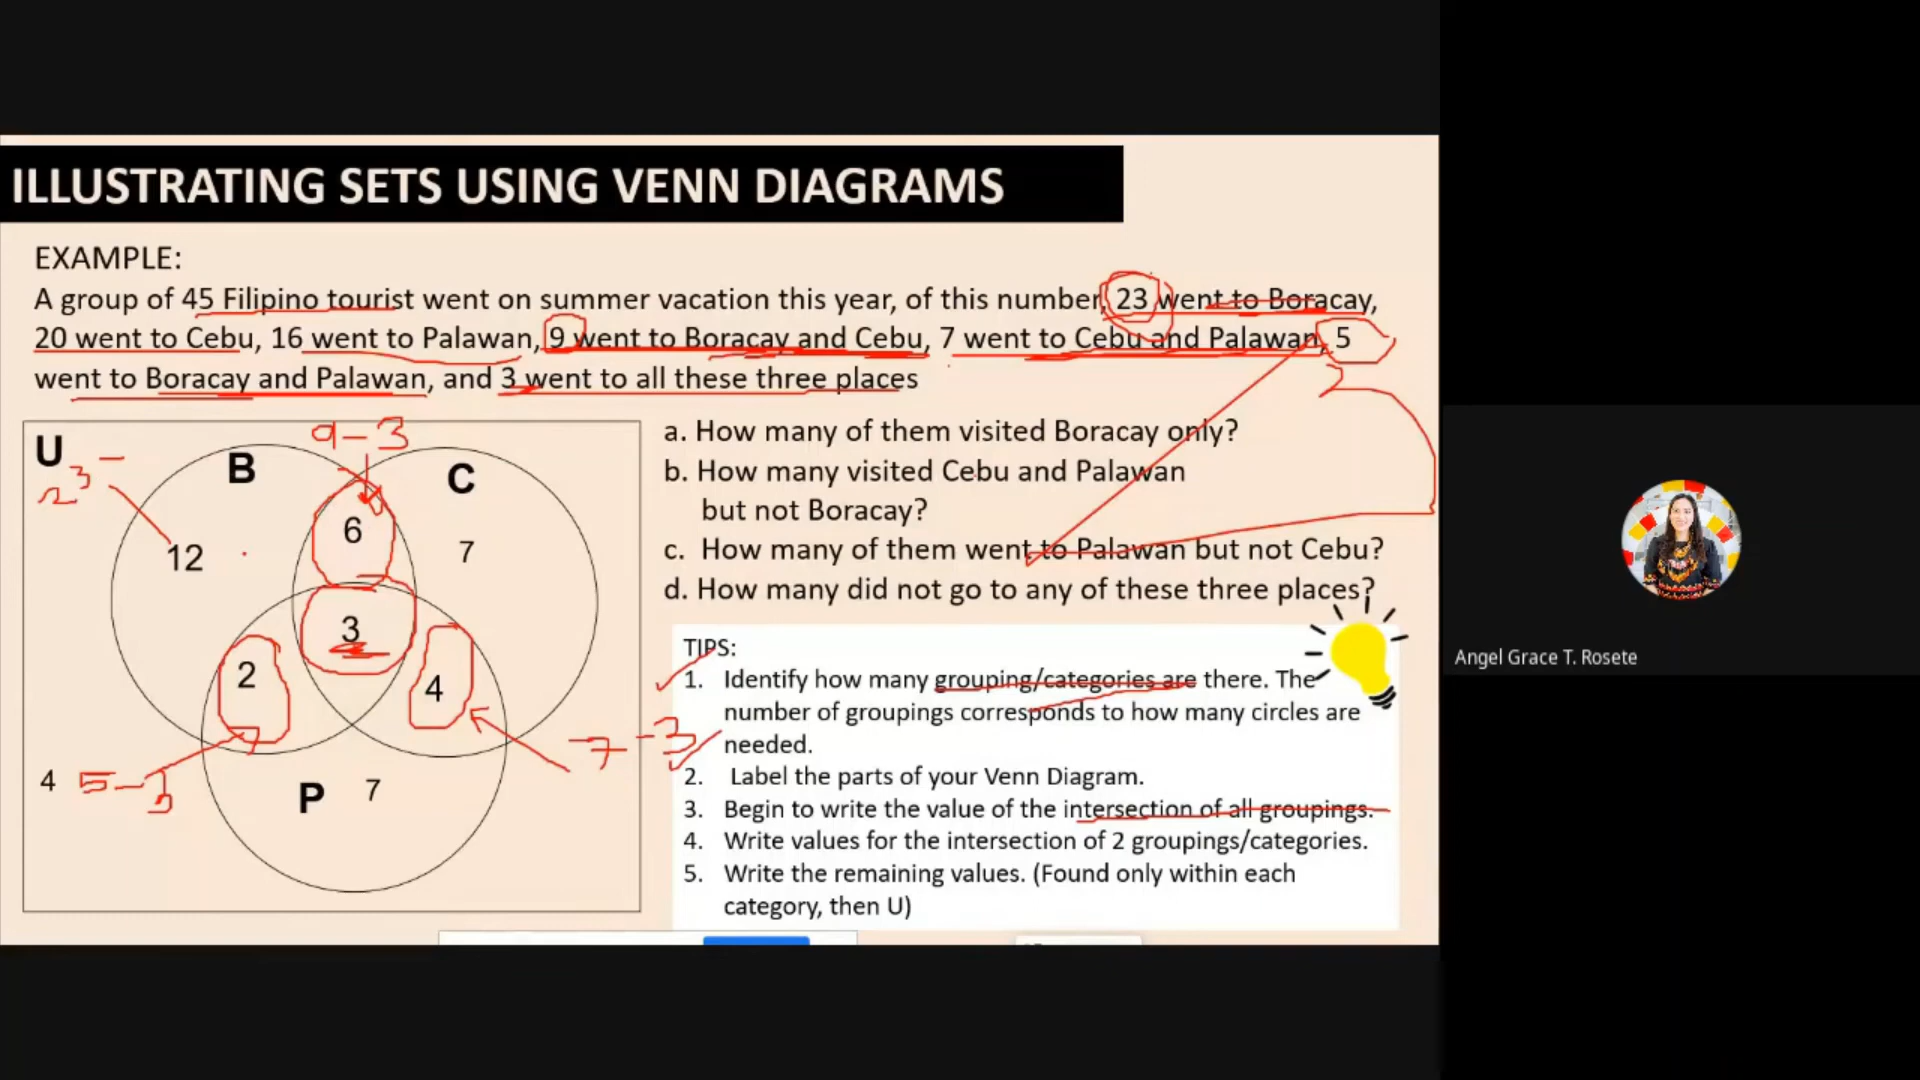 ILLUSTRATING SETS USING VENN DIAGRAMS
EXAMPLE:
A group of 45 Filipino tourist went on summer vacation this year, of this number, 23 went to Boracay,
20 went to Cebu, 16 went to Palawan, 9 went to Boracay and Cebu, 7 went to Cebu and Palawan, 5
went to Boracay and Palawan, and 3 went to all these three places
9-3
U
B
C
23 -
6
12
7
3
2
4
7-3
4
5-3
P
7
a. How many of them visited Boracay only?
b. How many visited Cebu and Palawan
but not Boracay?
c. How many of them went to Palawan but not Cebu?
d. How many did not go to any of these three places?
TIPS:
1. Identify how many grouping/categories are there. The
number of groupings corresponds to how many circles are
needed.
2. Label the parts of your Venn Diagram.
3. Begin to write the value of the intersection of all groupings.
4. Write values for the intersection of 2 groupings/categories.
5. Write the remaining values. (Found only within each
category, then U)
Angel Grace T. Rosete